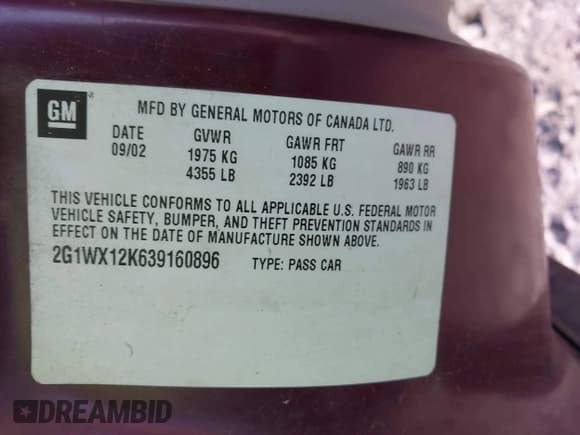 GM
MFD BY GENERAL MOTORS OF CANADA LTD.
DATE GVWR GAWR FRT GAWR RR
09/02 1975 KG 1085 KG 890 KG
4355 LB 2392 LB 1963 LB
THIS VEHICLE CONFORMS TO ALL APPLICABLE U.S. FEDERAL MOTOR
VEHICLE SAFETY, BUMPER, AND THEFT PREVENTION STANDARDS IN
EFFECT ON THE DATE OF MANUFACTURE SHOWN ABOVE.
2G1WX12K639160896 TYPE: PASS CAR
DREAMBID